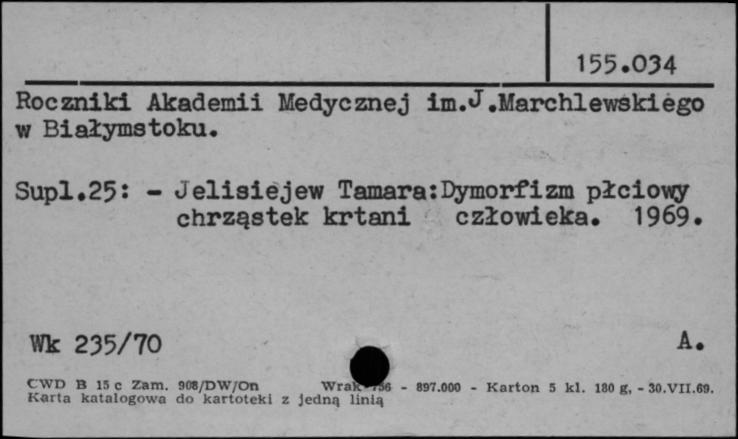 155.034
Roczniki Akademii Medycznej im.J.Marchlewskiego
w Białymstoku.
Supl.25: - Jelisiejew Tamara:Dymorfizm płciowy
chrząstek krtani człowieka. 1969.
Wk 235/70 A.
CWD B 15 c Zam. 908/DW/On - 897.000 - Karton 5 kl. 180 g, - 30.VII.69.
Karta katalogowa do kartoteki z jedną linią